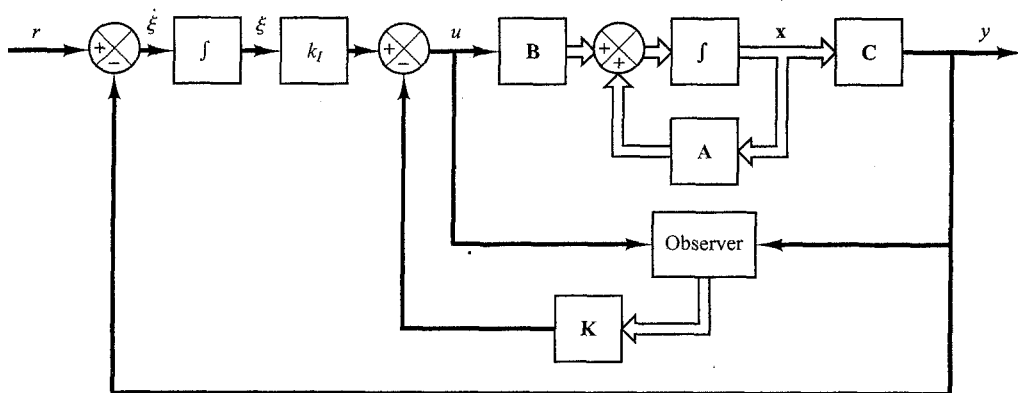 r
+
−
ξ̇
∫
ξ
k_I
+
−
u
B
+
+
∫
x
C
y
A
Observer
K